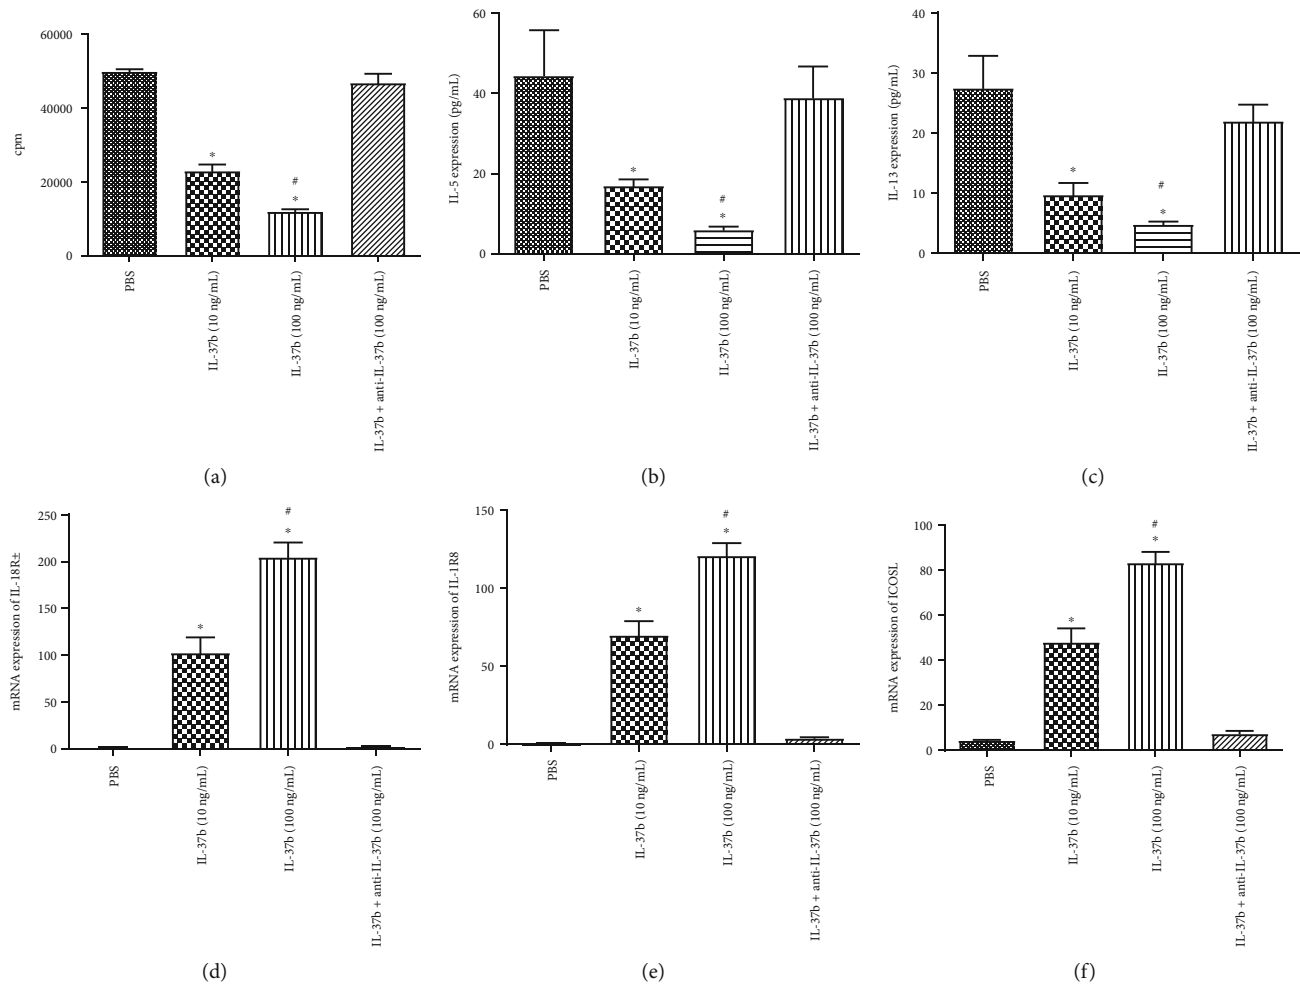 60000
40000
20000
0
cpm
*
#
*
PBS
IL-37b (10 ng/mL)
IL-37b (100 ng/mL)
IL-37b + anti-IL-37b (100 ng/mL)
(a)
60
40
20
0
IL-5 expression (pg/mL)
*
#
*
PBS
IL-37b (10 ng/mL)
IL-37b (100 ng/mL)
IL-37b + anti-IL-37b (100 ng/mL)
(b)
40
30
20
10
0
IL-13 expression (pg/mL)
*
#
*
PBS
IL-37b (10 ng/mL)
IL-37b (100 ng/mL)
IL-37b + anti-IL-37b (100 ng/mL)
(c)
250
200
150
100
50
0
mRNA expression of IL-18R±
*
#
*
PBS
IL-37b (10 ng/mL)
IL-37b (100 ng/mL)
IL-37b + anti-IL-37b (100 ng/mL)
(d)
150
100
50
0
mRNA expression of IL-1R8
*
#
*
PBS
IL-37b (10 ng/mL)
IL-37b (100 ng/mL)
IL-37b + anti-IL-37b (100 ng/mL)
(e)
100
80
60
40
20
0
mRNA expression of ICOSL
*
#
*
PBS
IL-37b (10 ng/mL)
IL-37b (100 ng/mL)
IL-37b + anti-IL-37b (100 ng/mL)
(f)